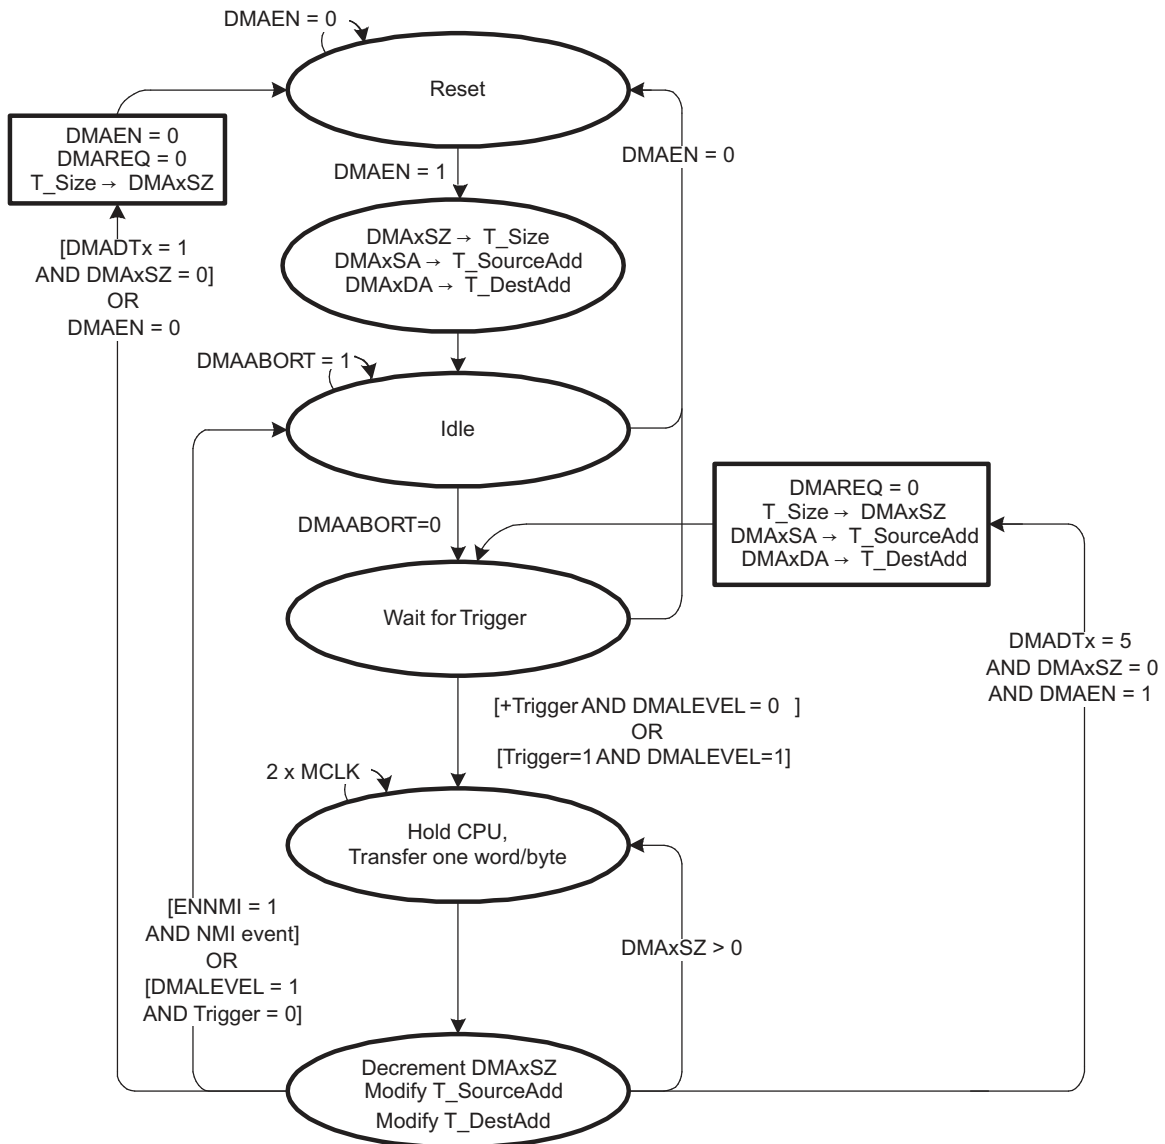 DMAEN = 0
Reset
DMAEN = 0
DMAREQ = 0
T_Size → DMAxSZ
DMAEN = 0
DMAEN = 1
[DMADTx = 1
AND DMAxSZ = 0]
OR
DMAEN = 0
DMAxSZ → T_Size
DMAxSA → T_SourceAdd
DMAxDA → T_DestAdd
DMAABORT = 1
Idle
DMAABORT=0
DMAREQ = 0
T_Size → DMAxSZ
DMAxSA → T_SourceAdd
DMAxDA → T_DestAdd
Wait for Trigger
DMADTx = 5
AND DMAxSZ = 0
AND DMAEN = 1
[+Trigger AND DMALEVEL = 0 ]
OR
[Trigger=1 AND DMALEVEL=1]
2 x MCLK
Hold CPU,
Transfer one word/byte
[ENNMI = 1
AND NMI event]
OR
[DMALEVEL = 1
AND Trigger = 0]
DMAxSZ > 0
Decrement DMAxSZ
Modify T_SourceAdd
Modify T_DestAdd